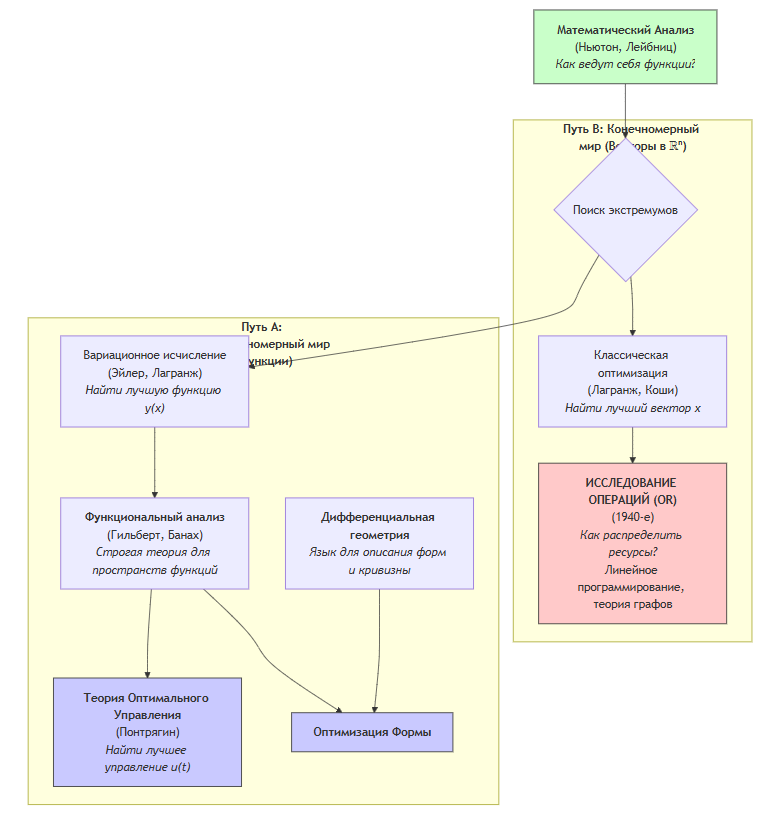 Математический Анализ
(Ньютон, Лейбниц)
Как ведут себя функции?
Путь B: Конечномерный
мир (Ве оры в ℝⁿ)
Поиск экстремумов
Путь A:
номерный мир
ункции)
Вариационное исчисление
(Эйлер, Лагранж)
Найти лучшую функцию
y(x)
Классическая
оптимизация
(Лагранж, Коши)
Найти лучший вектор x
Функциональный анализ
(Гильберт, Банах)
Строгая теория для
пространств функций
Дифференциальная
геометрия
Язык для описания форм
и кривизны
ИССЛЕДОВАНИЕ
ОПЕРАЦИЙ (OR)
(1940-е)
Как распределить
ресурсы?
Линейное
программирование,
теория графов
Теория Оптимального
Управления
(Понтрягин)
Найти лучшее
управление u(t)
Оптимизация Формы